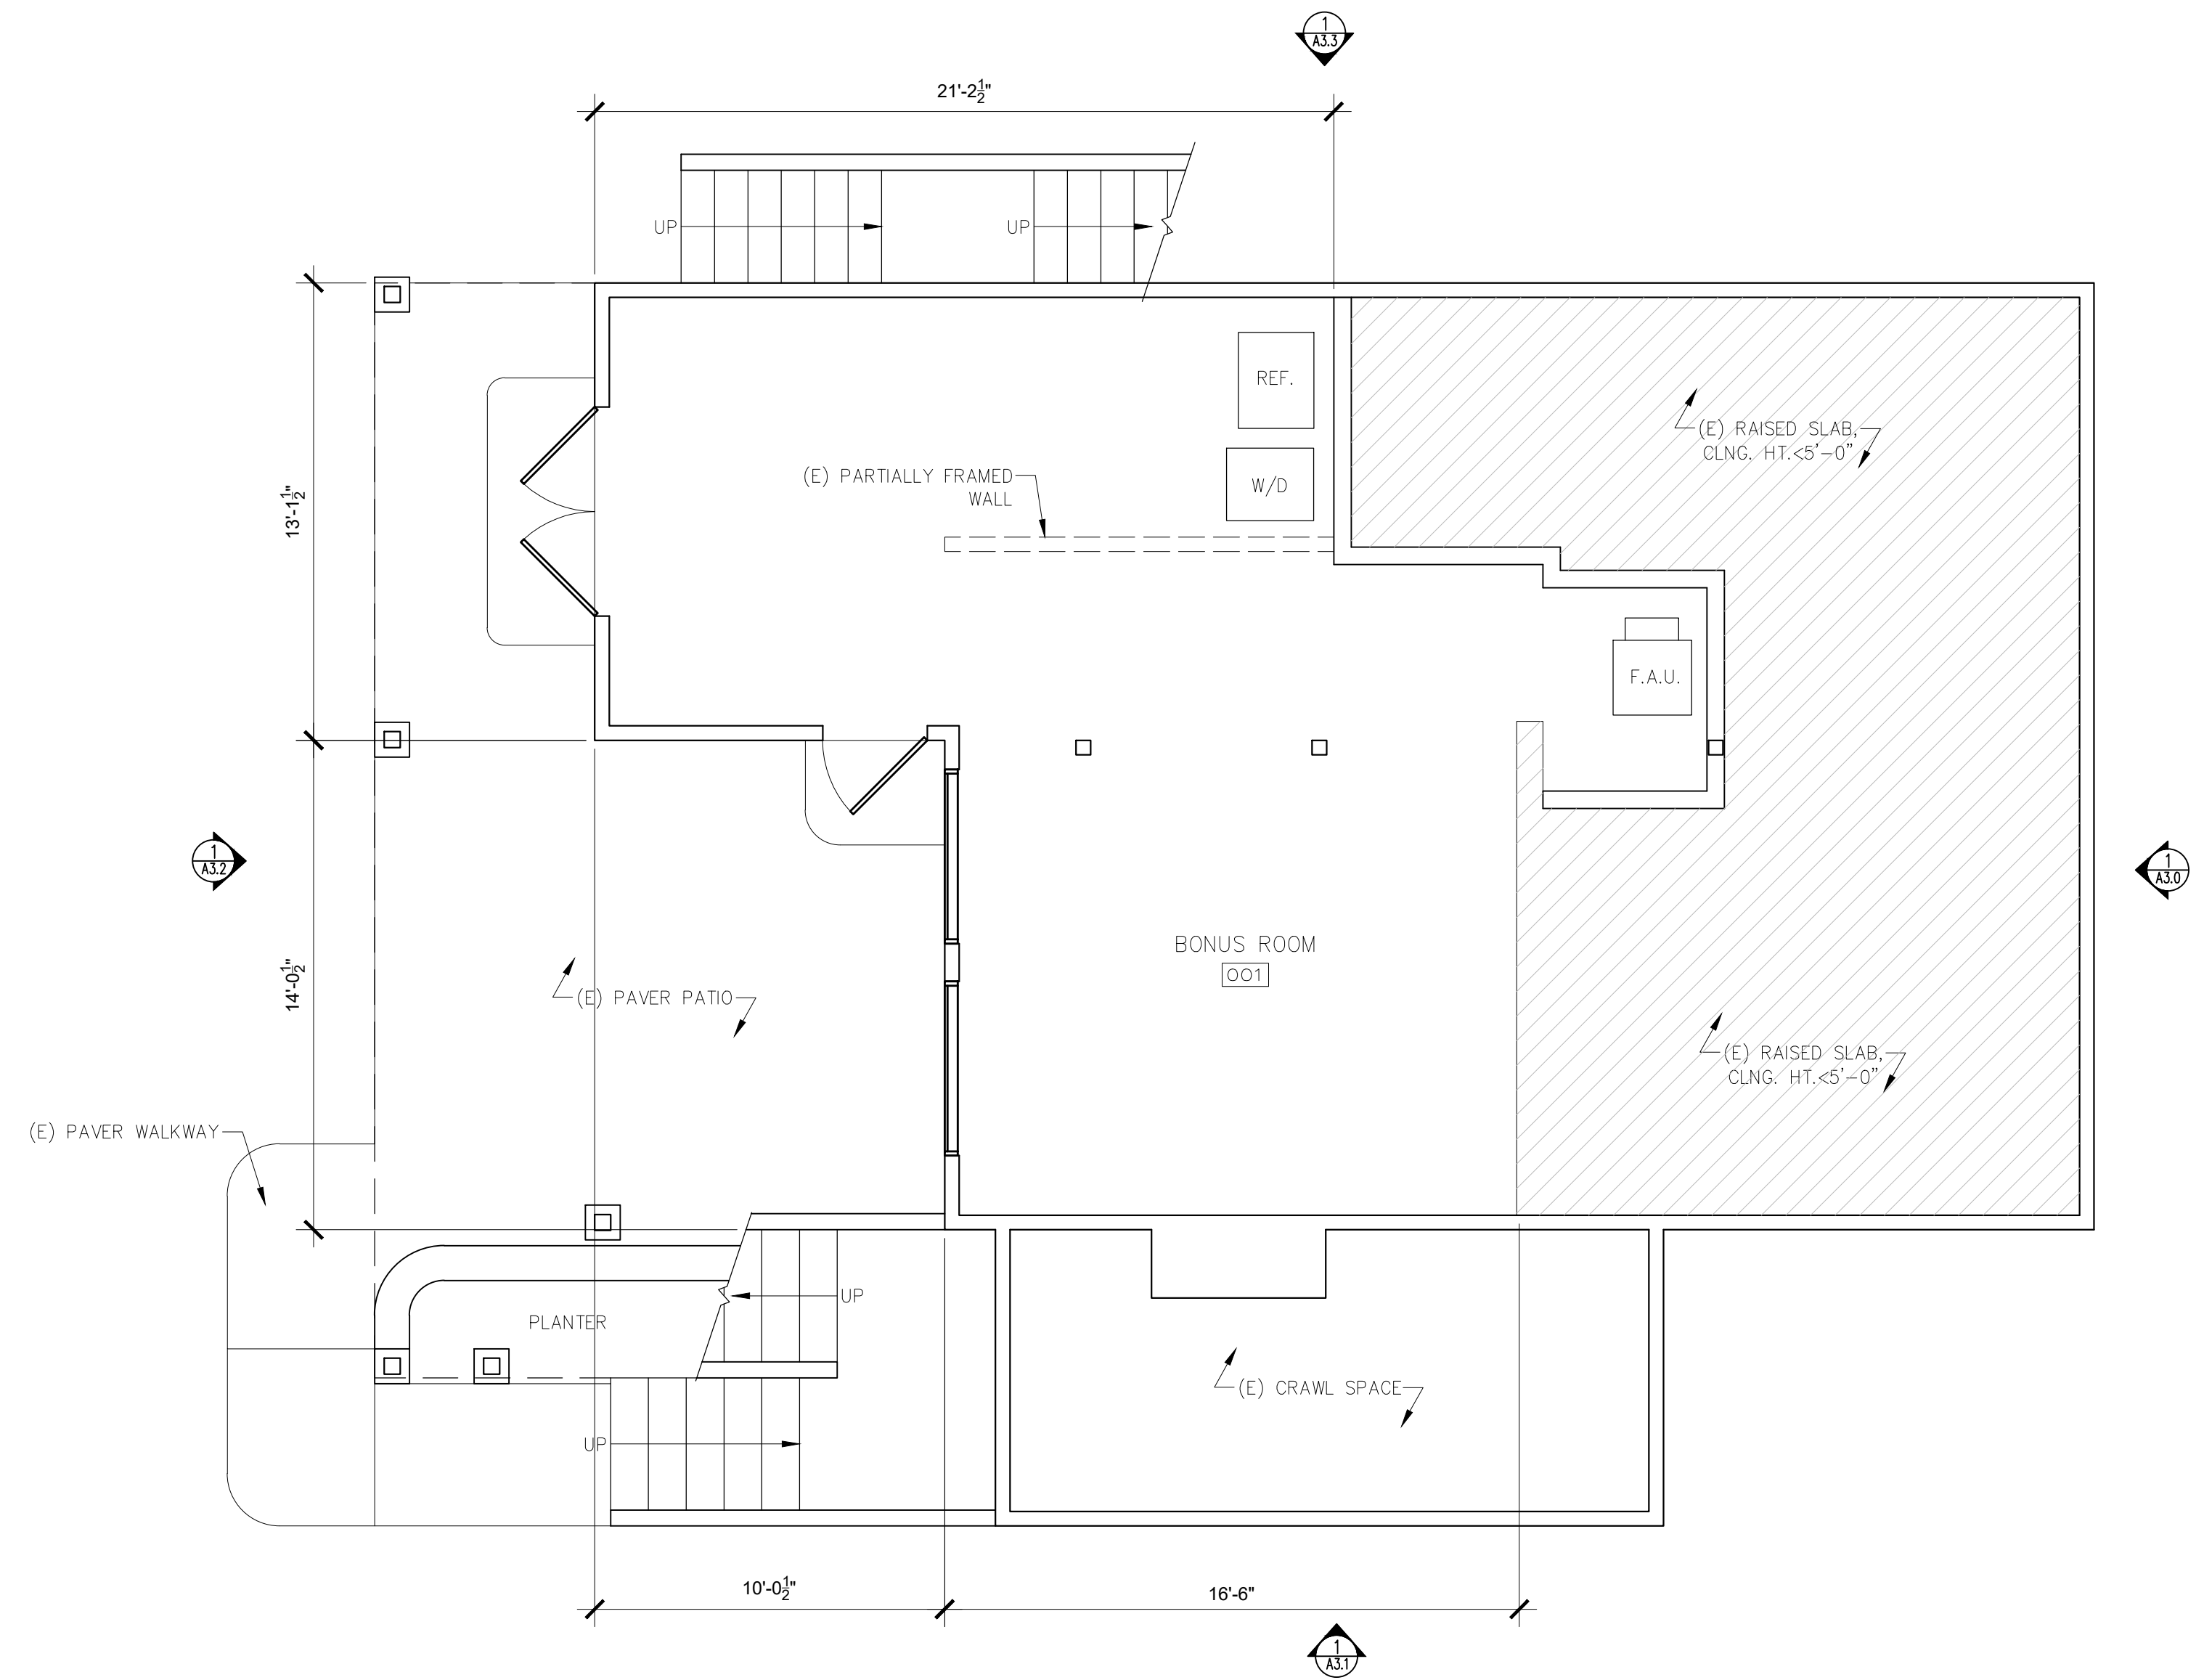 1
A3.3
21'-2½"
UP
UP
REF.
(E) RAISED SLAB,
CLNG. HT.<5'-0"
(E) PARTIALLY FRAMED
WALL
W/D
13'-1½"
F.A.U.
1
A3.2
1
A3.0
BONUS ROOM
001
14'-0½"
(E) PAVER PATIO
(E) RAISED SLAB,
CLNG. HT.<5'-0"
(E) PAVER WALKWAY
UP
PLANTER
(E) CRAWL SPACE
UP
10'-0½"
16'-6"
1
A3.1